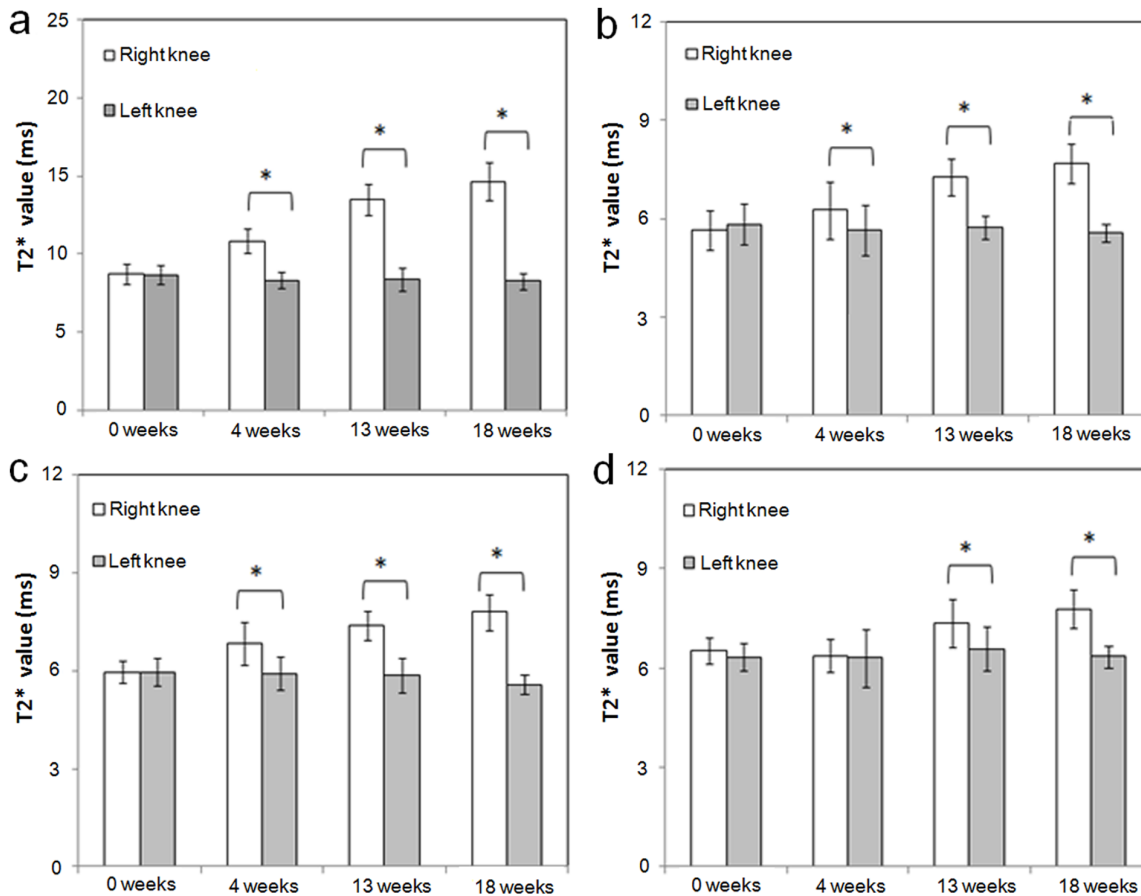 a
25
20
15
10
5
0
T2* value (ms)
Right knee
Left knee
*
*
*
0 weeks
4 weeks
13 weeks
18 weeks
b
12
9
6
3
0
T2* value (ms)
Right knee
Left knee
*
*
*
0 weeks
4 weeks
13 weeks
18 weeks
c
12
9
6
3
0
T2* value (ms)
Right knee
Left knee
*
*
*
0 weeks
4 weeks
13 weeks
18 weeks
d
12
9
6
3
0
T2* value (ms)
Right knee
Left knee
*
*
0 weeks
4 weeks
13 weeks
18 weeks